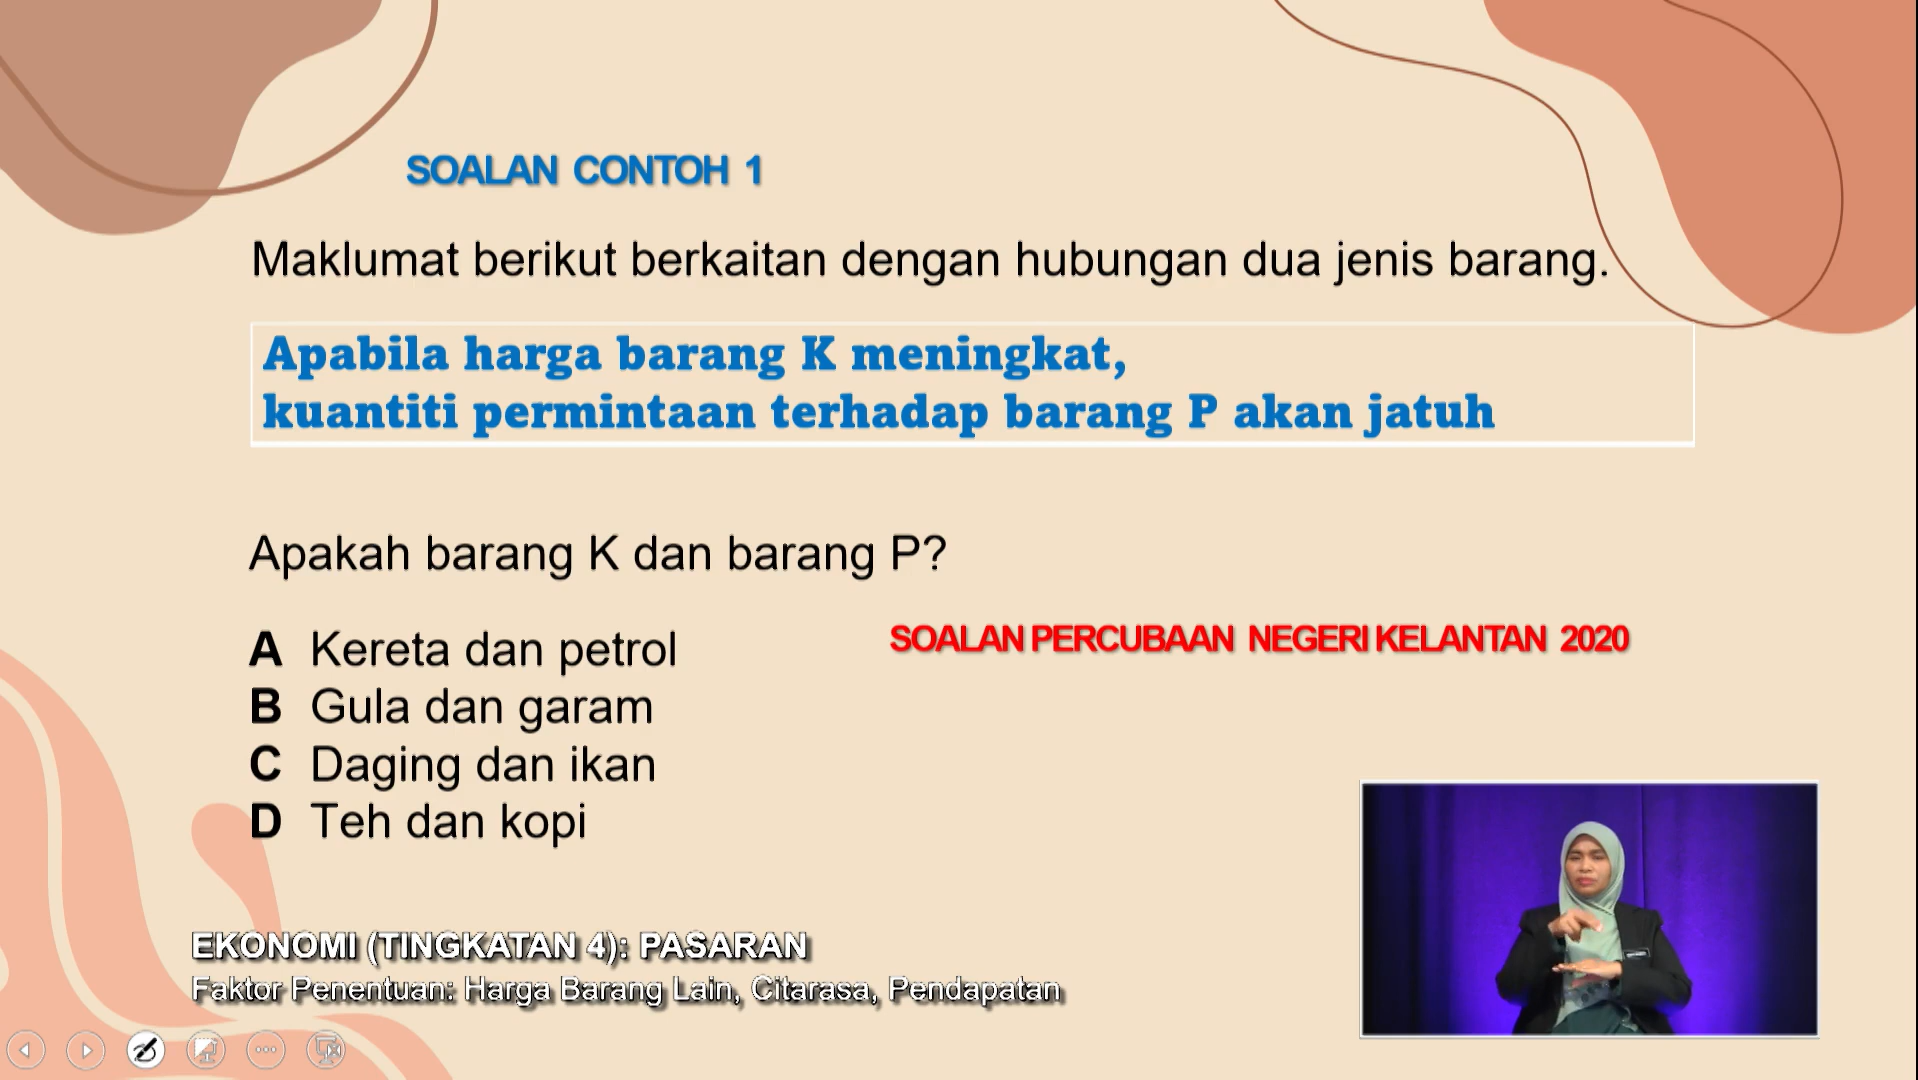 SOALAN CONTOH 1
Maklumat berikut berkaitan dengan hubungan dua jenis barang.
Apabila harga barang K meningkat,
kuantiti permintaan terhadap barang P akan jatuh
Apakah barang K dan barang P?
A Kereta dan petrol
SOALAN PERCUBAAN NEGERI KELANTAN 2020
B Gula dan garam
C Daging dan ikan
D Teh dan kopi
EKONOMI (TINGKATAN 4): PASARAN
Faktor Penentuan: Harga Barang Lain, Citarasa, Pendapatan